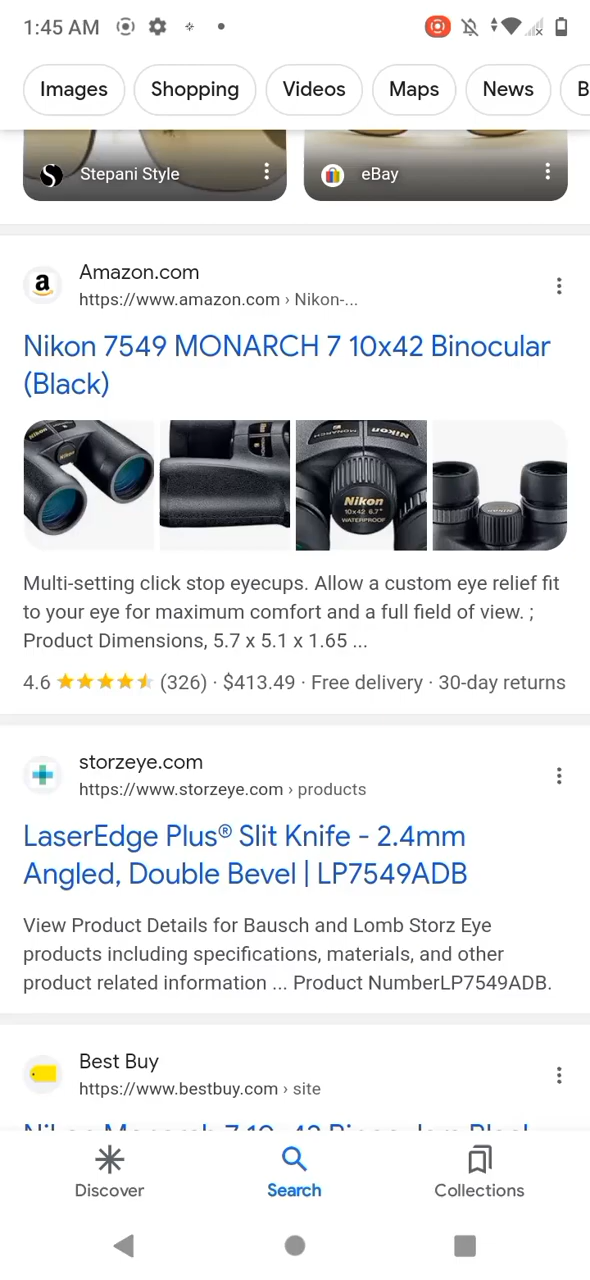 1:45 AM
Images
Shopping
Videos
Maps
News
B
Stepani Style
eBay
Amazon.com
https://www.amazon.com › Nikon-...
Nikon 7549 MONARCH 7 10x42 Binocular
(Black)
Nikon
10x42 6.7°
WATERPROOF
Multi-setting click stop eyecups. Allow a custom eye relief fit
to your eye for maximum comfort and a full field of view. ;
Product Dimensions, 5.7 x 5.1 x 1.65 ...
4.6 (326) · $413.49 · Free delivery · 30-day returns
storzeye.com
https://www.storzeye.com › products
LaserEdge Plus® Slit Knife - 2.4mm
Angled, Double Bevel | LP7549ADB
View Product Details for Bausch and Lomb Storz Eye
products including specifications, materials, and other
product related information ... Product NumberLP7549ADB.
Best Buy
https://www.bestbuy.com › site
Discover
Search
Collections